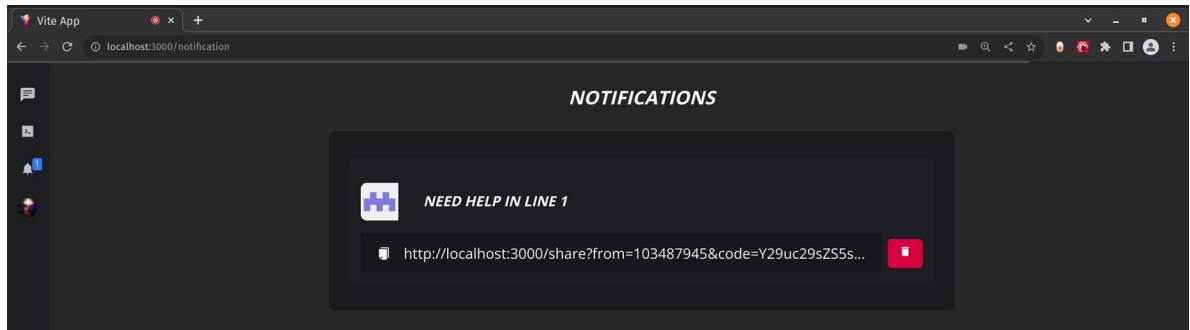 Vite App
localhost:3000/notification
NOTIFICATIONS
1
NEED HELP IN LINE 1
http://localhost:3000/share?from=103487945&code=Y29uc29sZS5s...